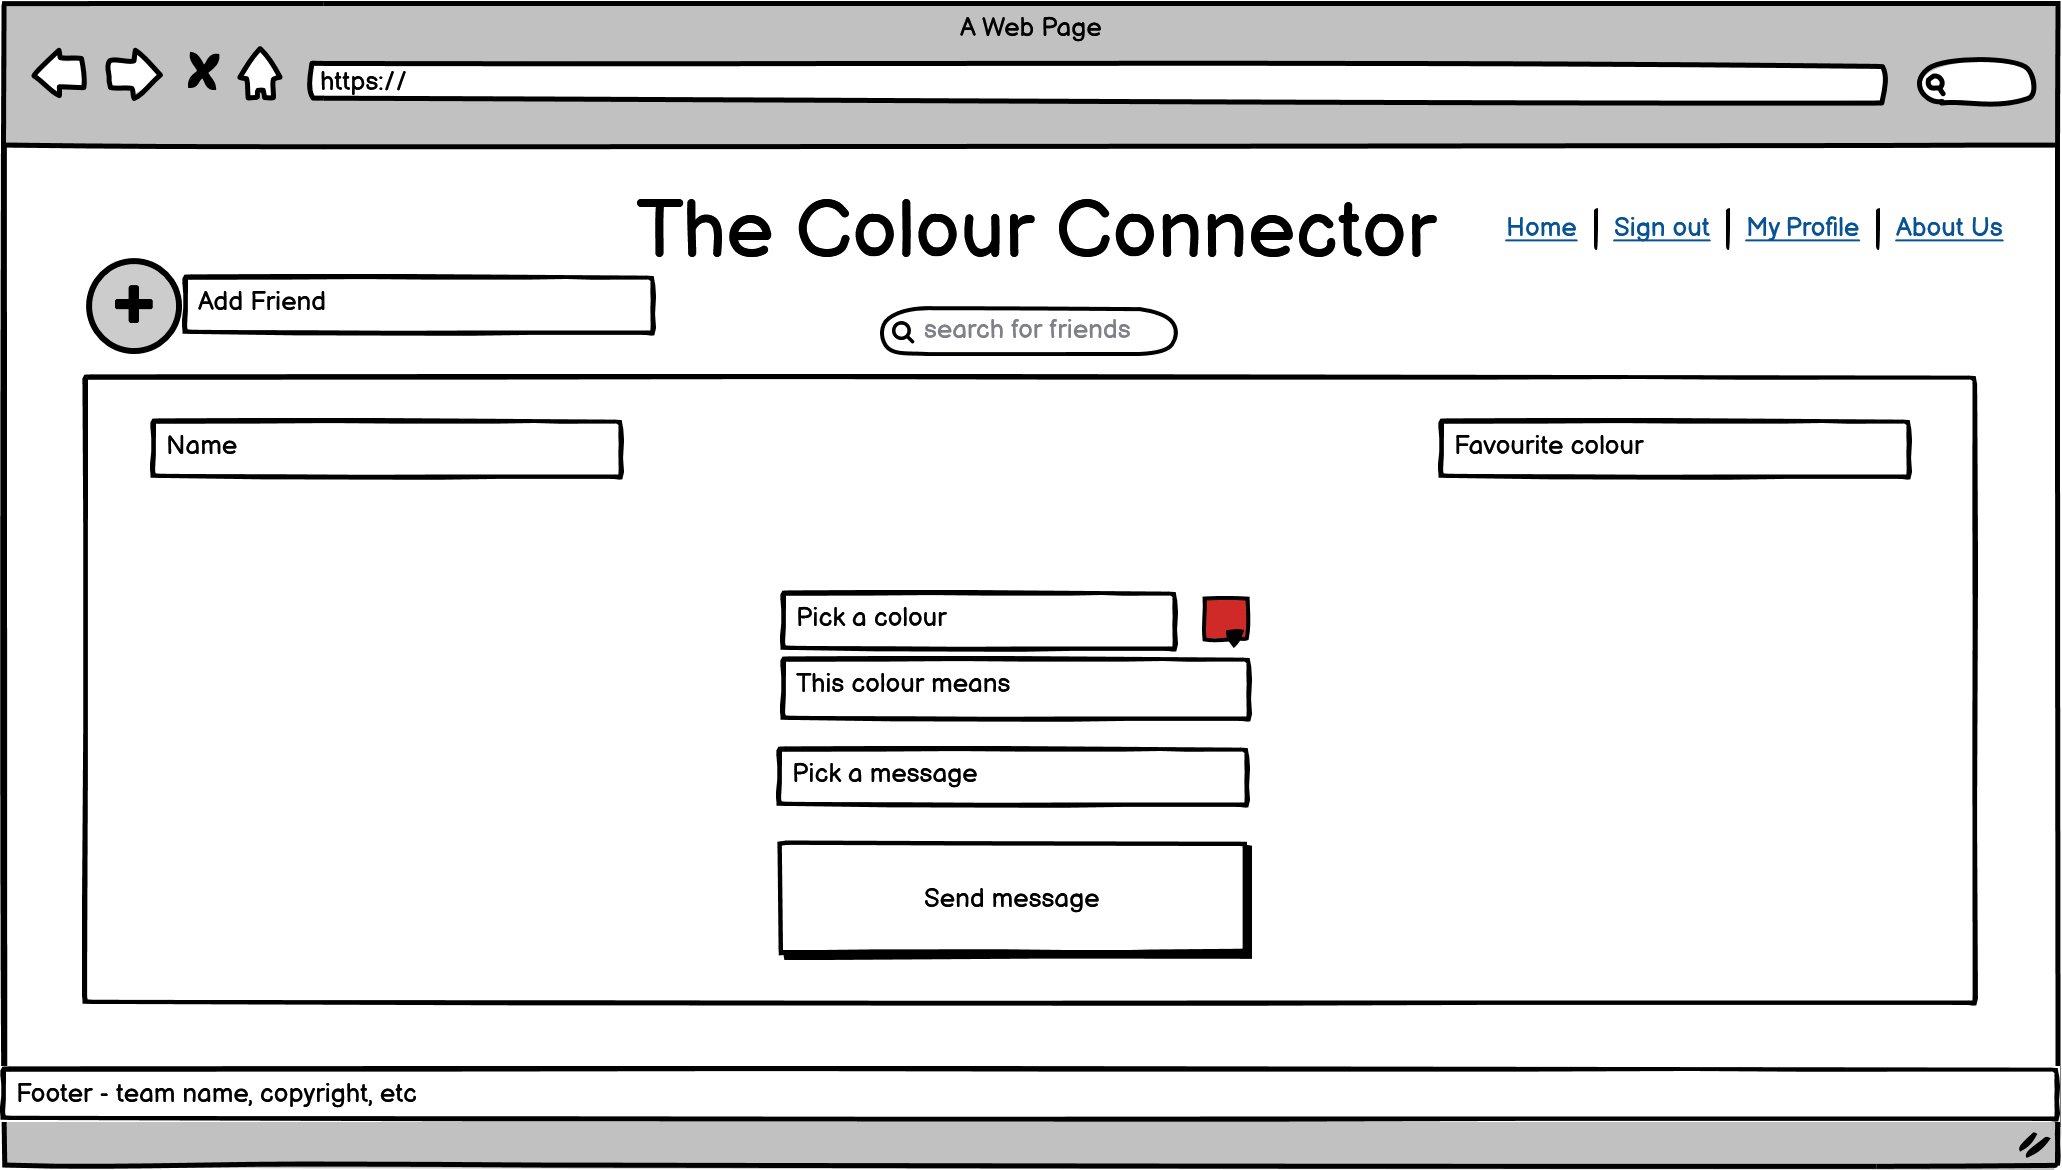 A Web Page
https://
The Colour Connector
Home
Sign out
My Profile
About Us
Add Friend
search for friends
Name
Favourite colour
Pick a colour
This colour means
Pick a message
Send message
Footer - team name, copyright, etc